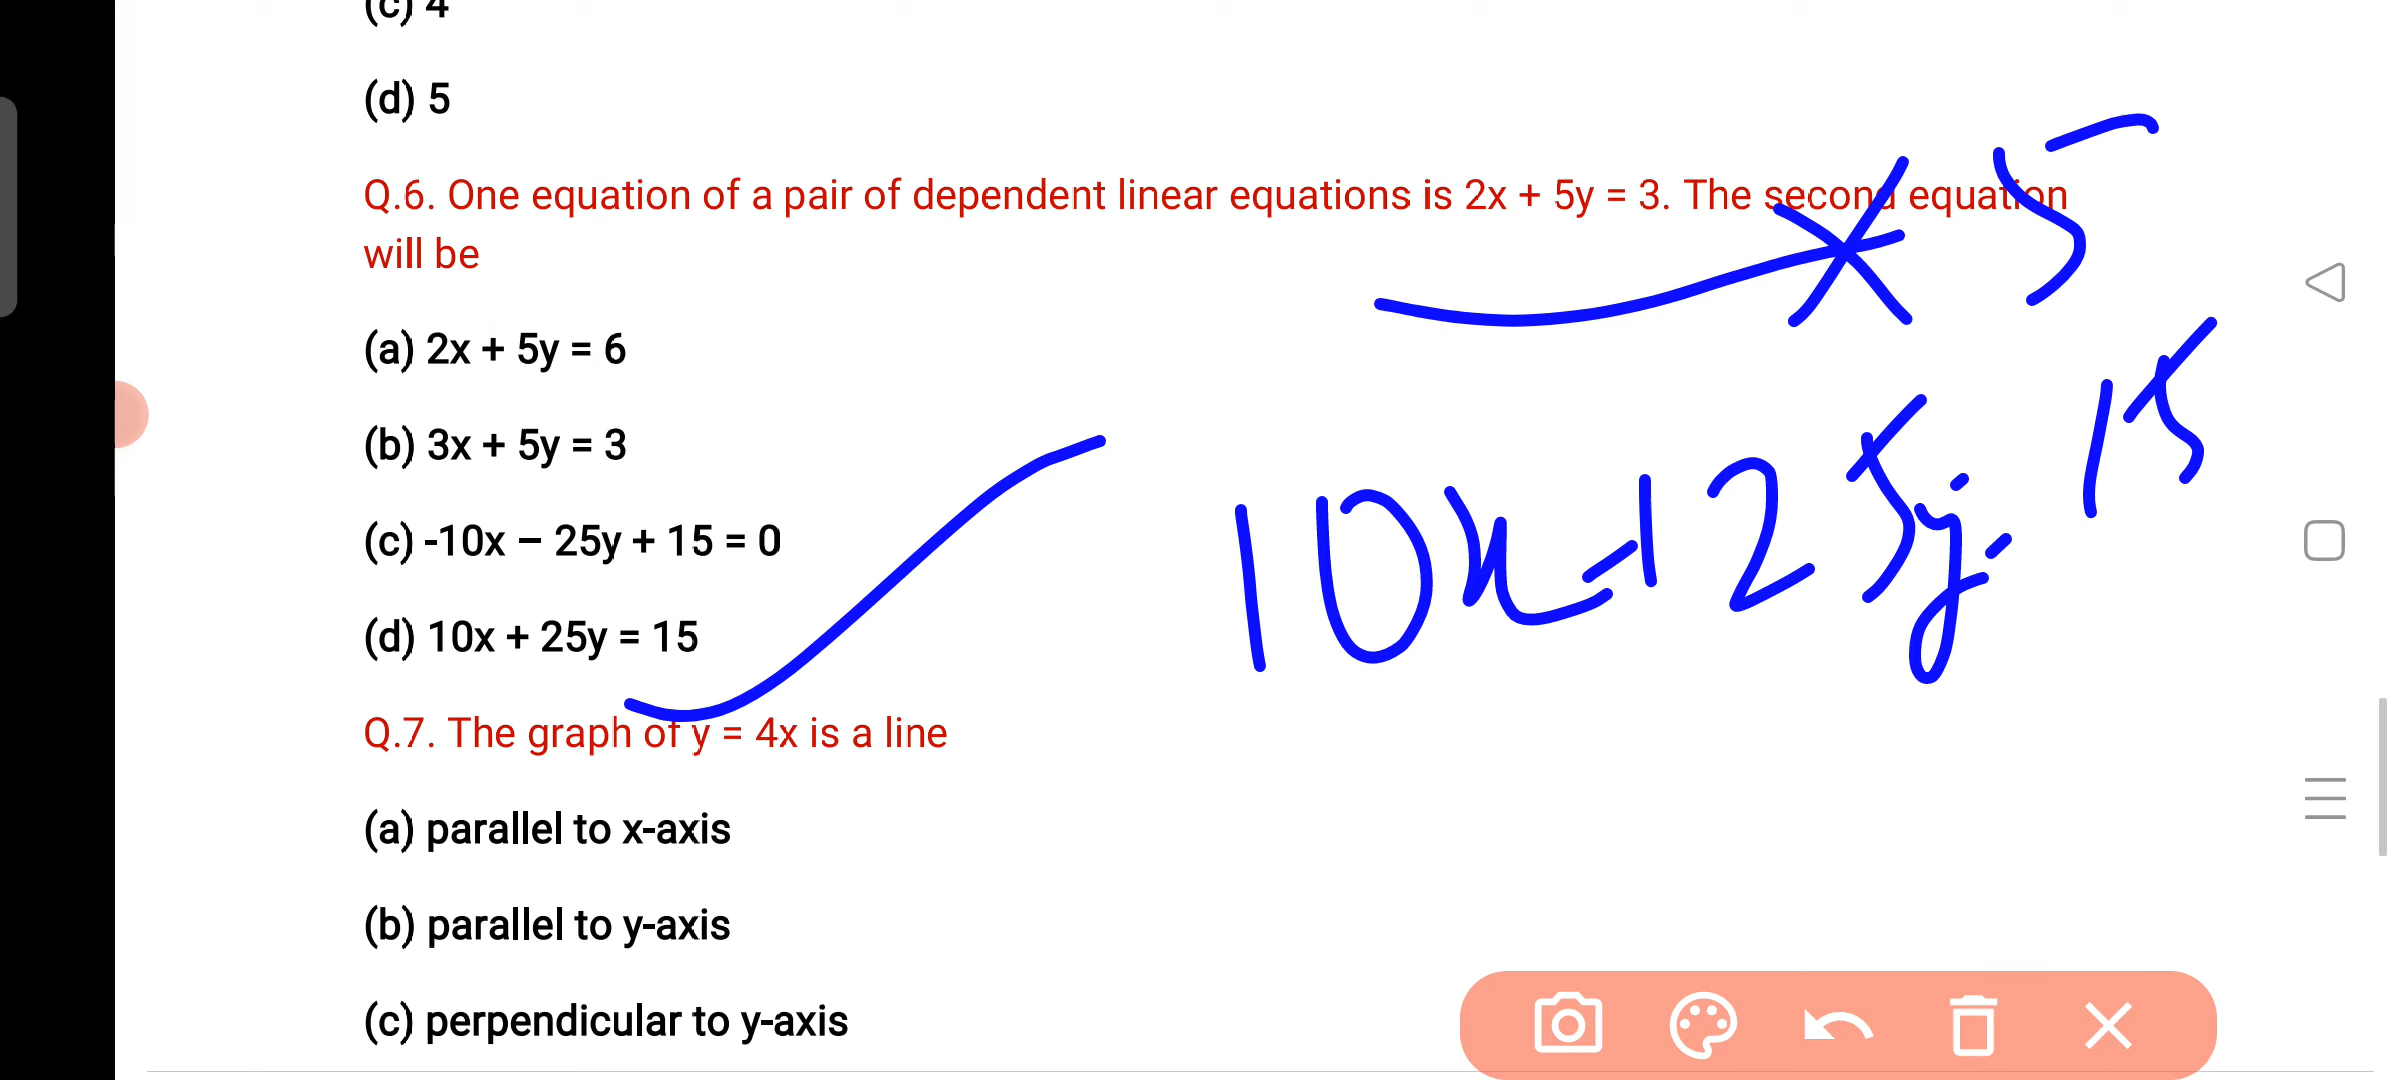 (c) 4
(d) 5
Q.6. One equation of a pair of dependent linear equations is 2x + 5y = 3. The second equation
will be
× 5
(a) 2x + 5y = 6
(b) 3x + 5y = 3
(c) -10x – 25y + 15 = 0
10x + 25y = 15
(d) 10x + 25y = 15
Q.7. The graph of y = 4x is a line
(a) parallel to x-axis
(b) parallel to y-axis
(c) perpendicular to y-axis